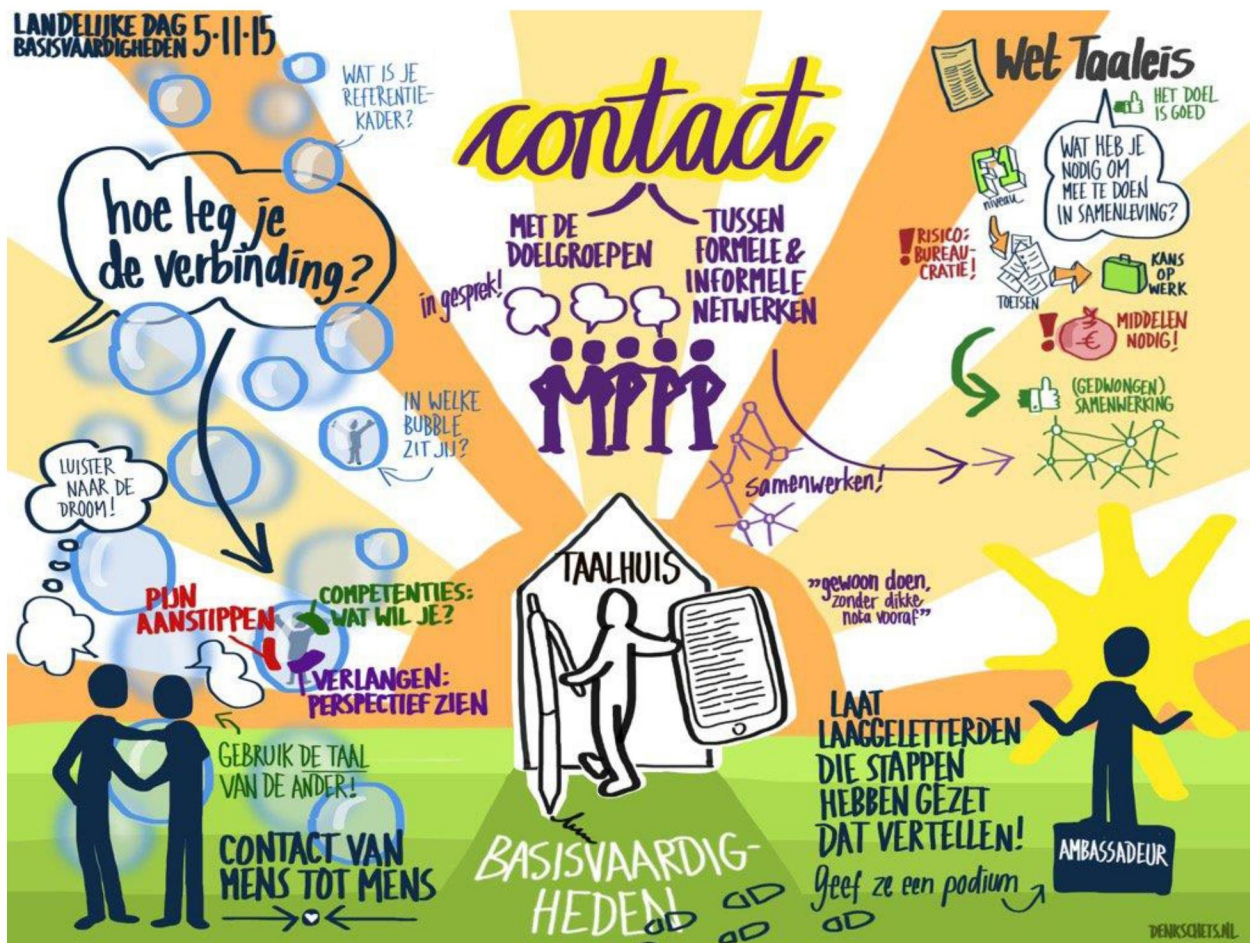 LANDELIJKE DAG
BASISVAARDIGHEDEN 5·11·15
WAT IS JE
REFERENTIE-
KADER?
hoe leg je
de verbinding?
IN WELKE
BUBBLE
ZIT JIJ?
LUISTER
NAAR DE
DROOM!
PIJN
AANSTIPPEN
COMPETENTIES:
WAT WIL JE?
VERLANGEN:
PERSPECTIEF ZIEN
GEBRUIK DE TAAL
VAN DE ANDER!
CONTACT VAN
MENS TOT MENS
contact
MET DE
DOELGROEPEN
in gesprek!
TUSSEN
FORMELE &
INFORMELE
NETWERKEN
Samenwerken!
TAALHUIS
BASISVAARDIG-
HEDEN
Wet Taaleis
HET DOEL
IS GOED
WAT HEB JE
NODIG OM
MEE TE DOEN
IN SAMENLEVING?
F1
niveau
!RISICO:
BUREAU-
CRATIE!
TOETSEN
KANS
OP
WERK
€
! MIDDELEN
NODIG!
(GEDWONGEN)
SAMENWERKING
"gewoon doen,
zonder dikke
nota vooraf"
LAAT
LAAGGELETTERDEN
DIE STAPPEN
HEBBEN GEZET
DAT VERTELLEN!
Geef ze een podium
AMBASSADEUR
DENKSCHETS.NL